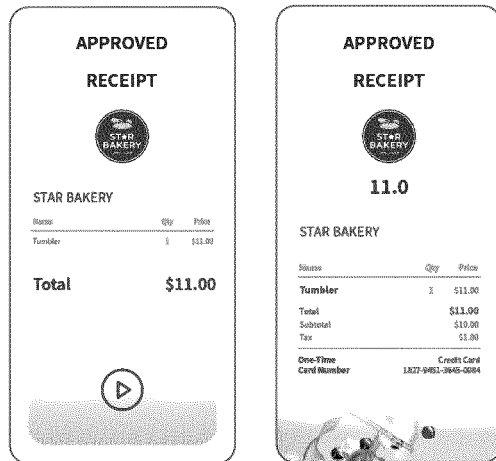 APPROVED
RECEIPT
STAR
BAKERY
STAR BAKERY
Name Qty Price
Tumbler 1 $11.00
Total $11.00
APPROVED
RECEIPT
STAR
BAKERY
11.0
STAR BAKERY
Name Qty Price
Tumbler 1 $11.00
Total $11.00
Subtotal $10.00
Tax $1.00
One-Time Credit Card
Card Number 1827-9451-3645-0084